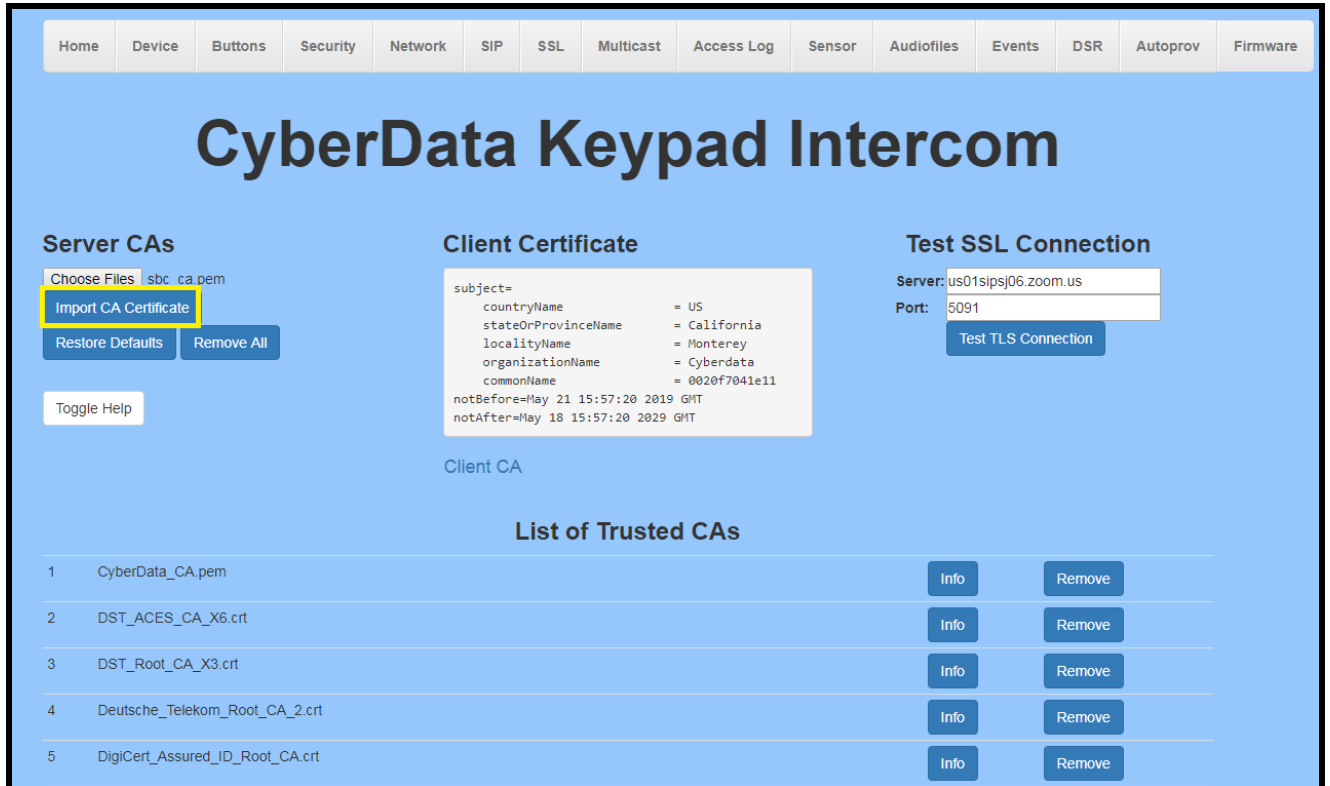 Home Device Buttons Security Network SIP SSL Multicast Access Log Sensor Audiofiles Events DSR Autoprov Firmware
CyberData Keypad Intercom
Server CAs
Choose Files sbc_ca.pem
Import CA Certificate
Restore Defaults Remove All
Toggle Help
Client Certificate
subject=
countryName = US
stateOrProvinceName = California
localityName = Monterey
organizationName = Cyberdata
commonName = 0020f7041e11
notBefore=May 21 15:57:20 2019 GMT
notAfter=May 18 15:57:20 2029 GMT
Client CA
Test SSL Connection
Server: us01sipsj06.zoom.us
Port: 5091
Test TLS Connection
List of Trusted CAs
1 CyberData_CA.pem Info Remove
2 DST_ACES_CA_X6.crt Info Remove
3 DST_Root_CA_X3.crt Info Remove
4 Deutsche_Telekom_Root_CA_2.crt Info Remove
5 DigiCert_Assured_ID_Root_CA.crt Info Remove